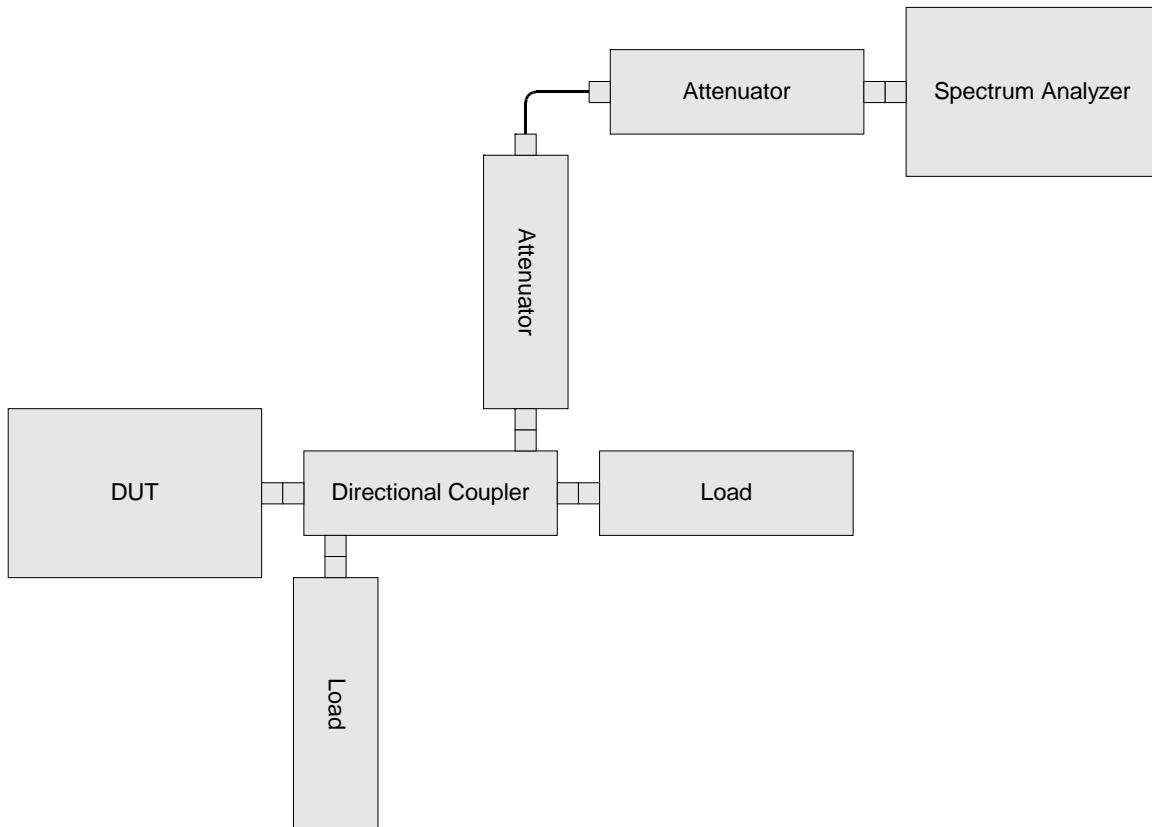 Attenuator
Spectrum Analyzer
Attenuator
DUT
Directional Coupler
Load
Load